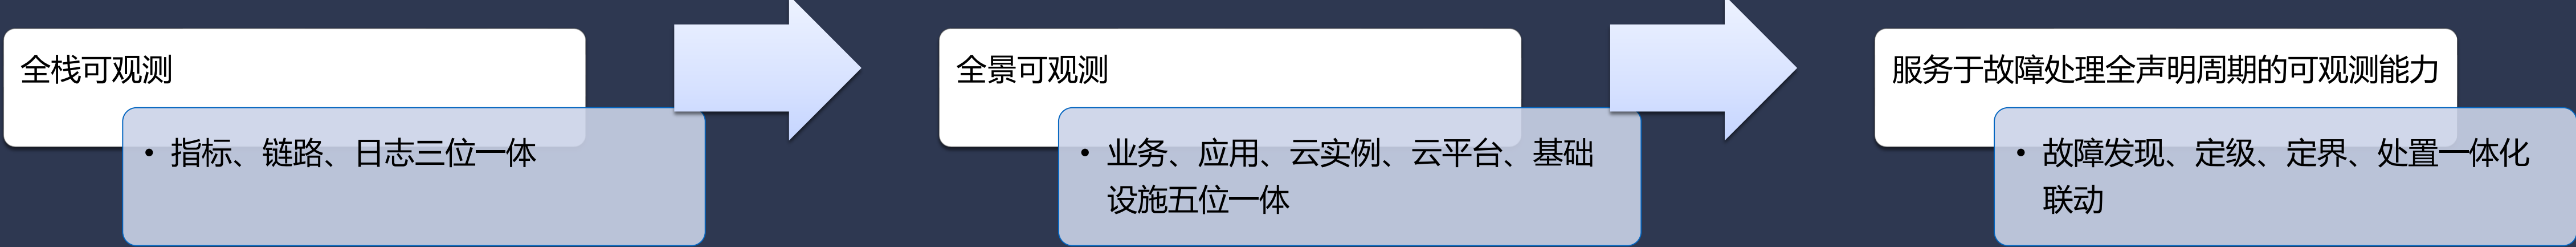 全栈可观测
• 指标、链路、日志三位一体
全景可观测
• 业务、应用、云实例、云平台、基础
设施五位一体
服务于故障处理全声明周期的可观测能力
• 故障发现、定级、定界、处置一体化
联动